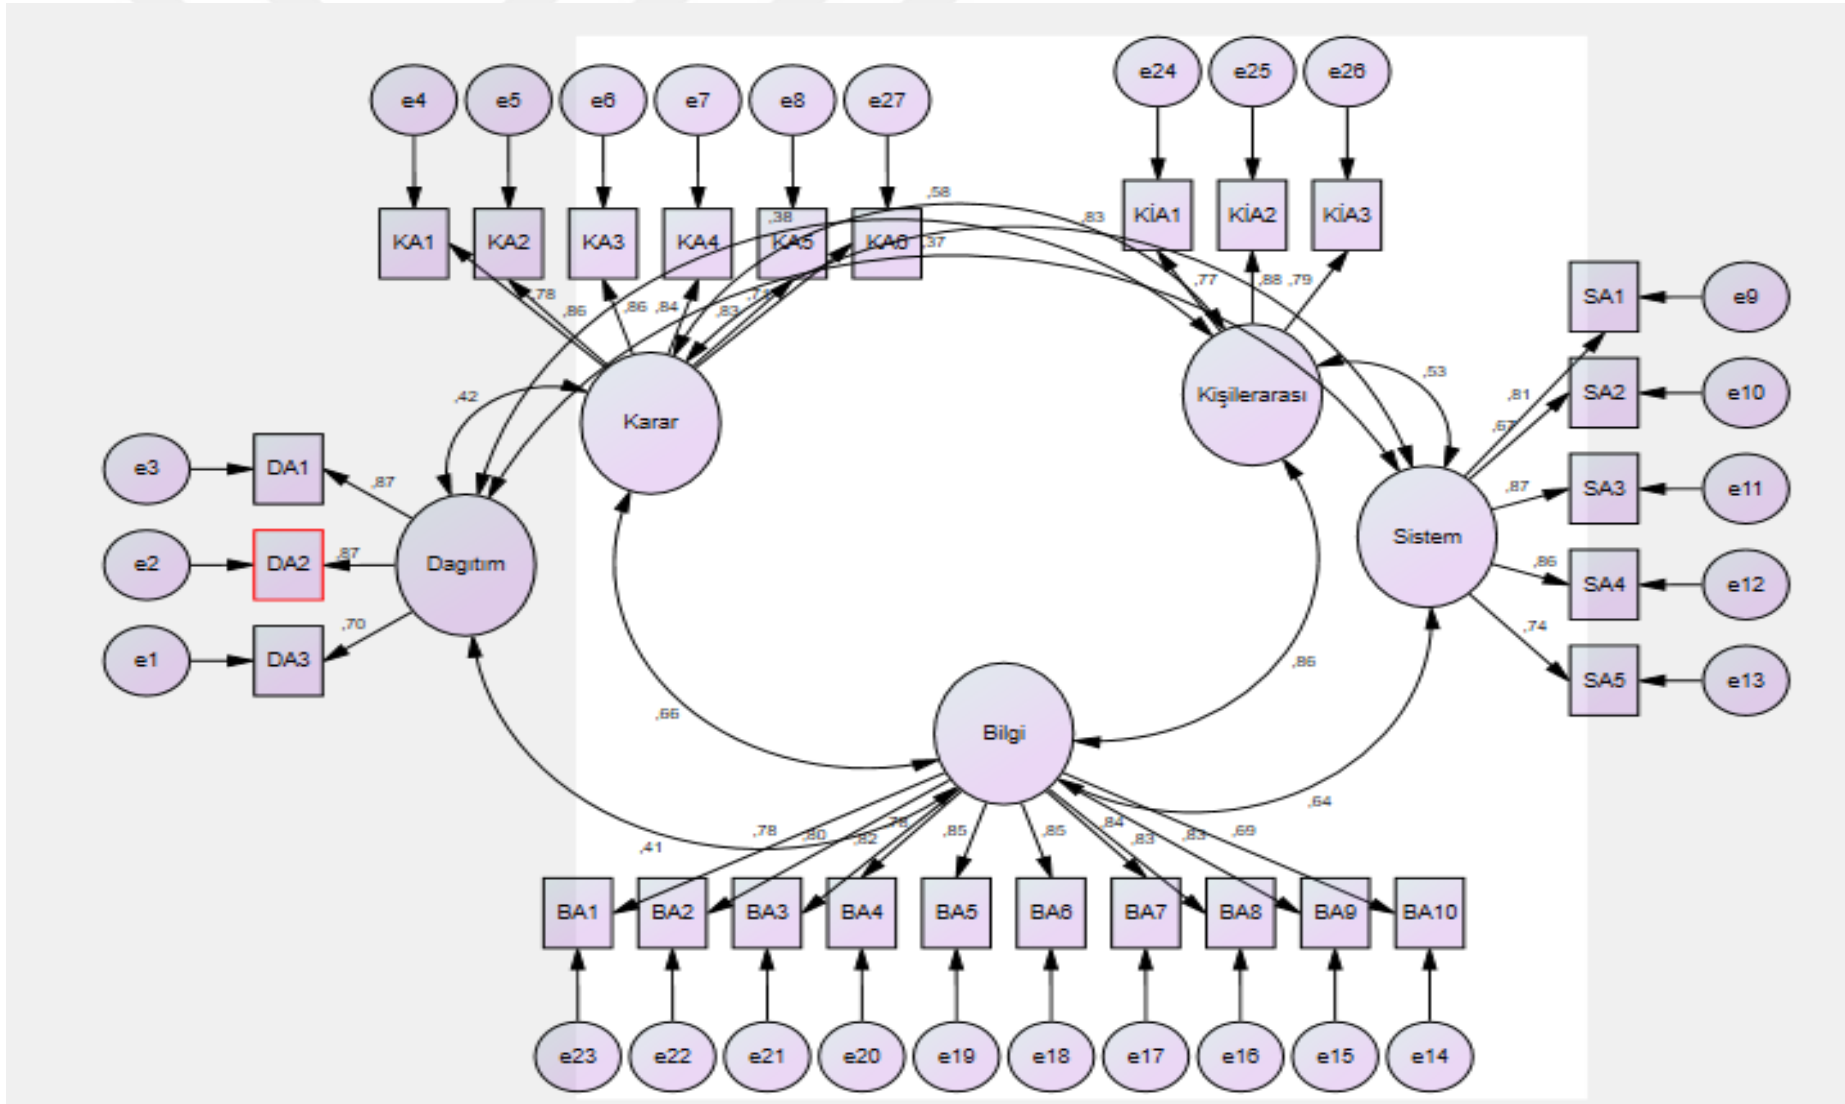 e4 e5 e6 e7 e8 e27
e24 e25 e26
KA1 KA2 KA3 KA4 KA5 KA6
KİA1 KİA2 KİA3
,58
,38
,83
,37
,78
,86
,86 ,84
,83
,71
,77
,88 ,79
SA1 e9
,81
SA2 e10
,67
,53
Karar
Kişilerarası
,42
e3 DA1
,87
SA3 e11
,87
e2 DA2
,87
Dagıtım
Sistem
SA4 e12
,86
e1 DA3
,70
SA5 e13
,74
,86
,66
Bilgi
,64
,41
,78 ,80 ,82 ,78 ,85 ,85 ,84 ,83 ,83 ,69
BA1 BA2 BA3 BA4 BA5 BA6 BA7 BA8 BA9 BA10
e23 e22 e21 e20 e19 e18 e17 e16 e15 e14